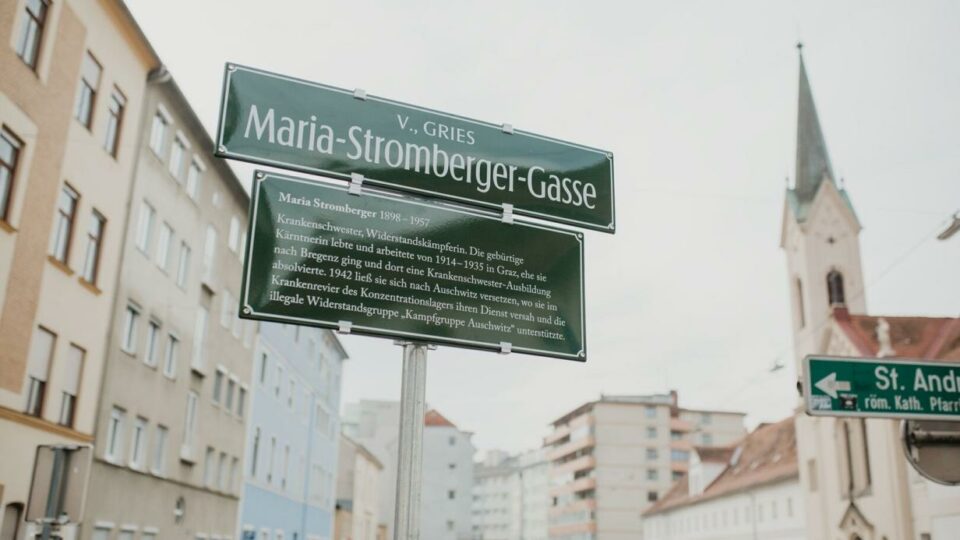 V., GRIES
Maria-Stromberger-Gasse
Maria Stromberger 1898–1957
Krankenschwester, Widerstandskämpferin. Die gebürtige
Kärntnerin lebte und arbeitete von 1914–1935 in Graz, ehe sie
nach Bregenz ging und dort eine Krankenschwester-Ausbildung
absolvierte. 1942 ließ sie sich nach Auschwitz versetzen, wo sie im
Krankenrevier des Konzentrationslagers ihren Dienst versah und die
illegale Widerstandsgruppe „Kampfgruppe Auschwitz“ unterstützte.
St. Andr
röm. Kath. Pfarr